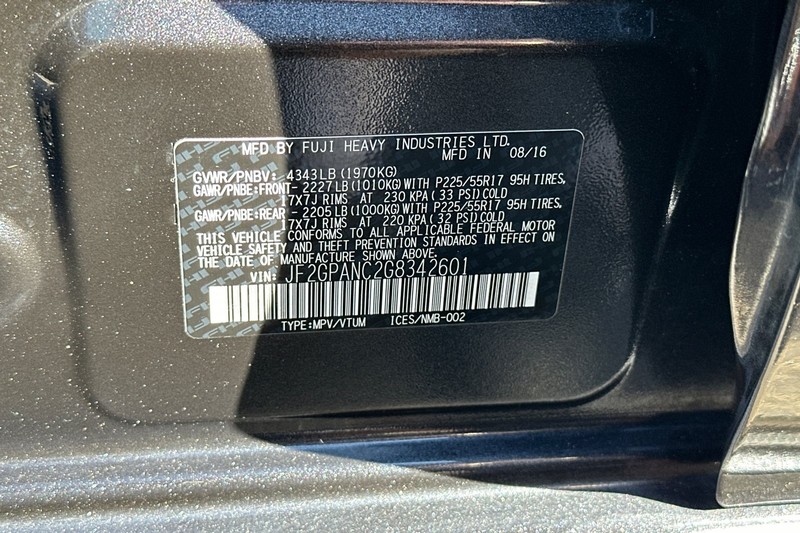 MFD BY FUJI HEAVY INDUSTRIES LTD.
MFD IN 08/16
GVWR/PNBV: 4343LB(1970KG)
GAWR/PNBE:FRONT- 2227LB(1010KG)WITH P225/55R17 95H TIRES,
17X7J RIMS AT 230 KPA(33 PSI)COLD
GAWR/PNBE:REAR - 2205LB(1000KG)WITH P225/55R17 95H TIRES,
17X7J RIMS AT 220 KPA(32 PSI)COLD
THIS VEHICLE CONFORMS TO ALL APPLICABLE FEDERAL MOTOR
VEHICLE SAFETY AND THEFT PREVENTION STANDARDS IN EFFECT ON
THE DATE OF MANUFACTURE SHOWN ABOVE.
VIN: JF2GPANC2G8342601
TYPE:MPV/VTUM ICES/NMB-002